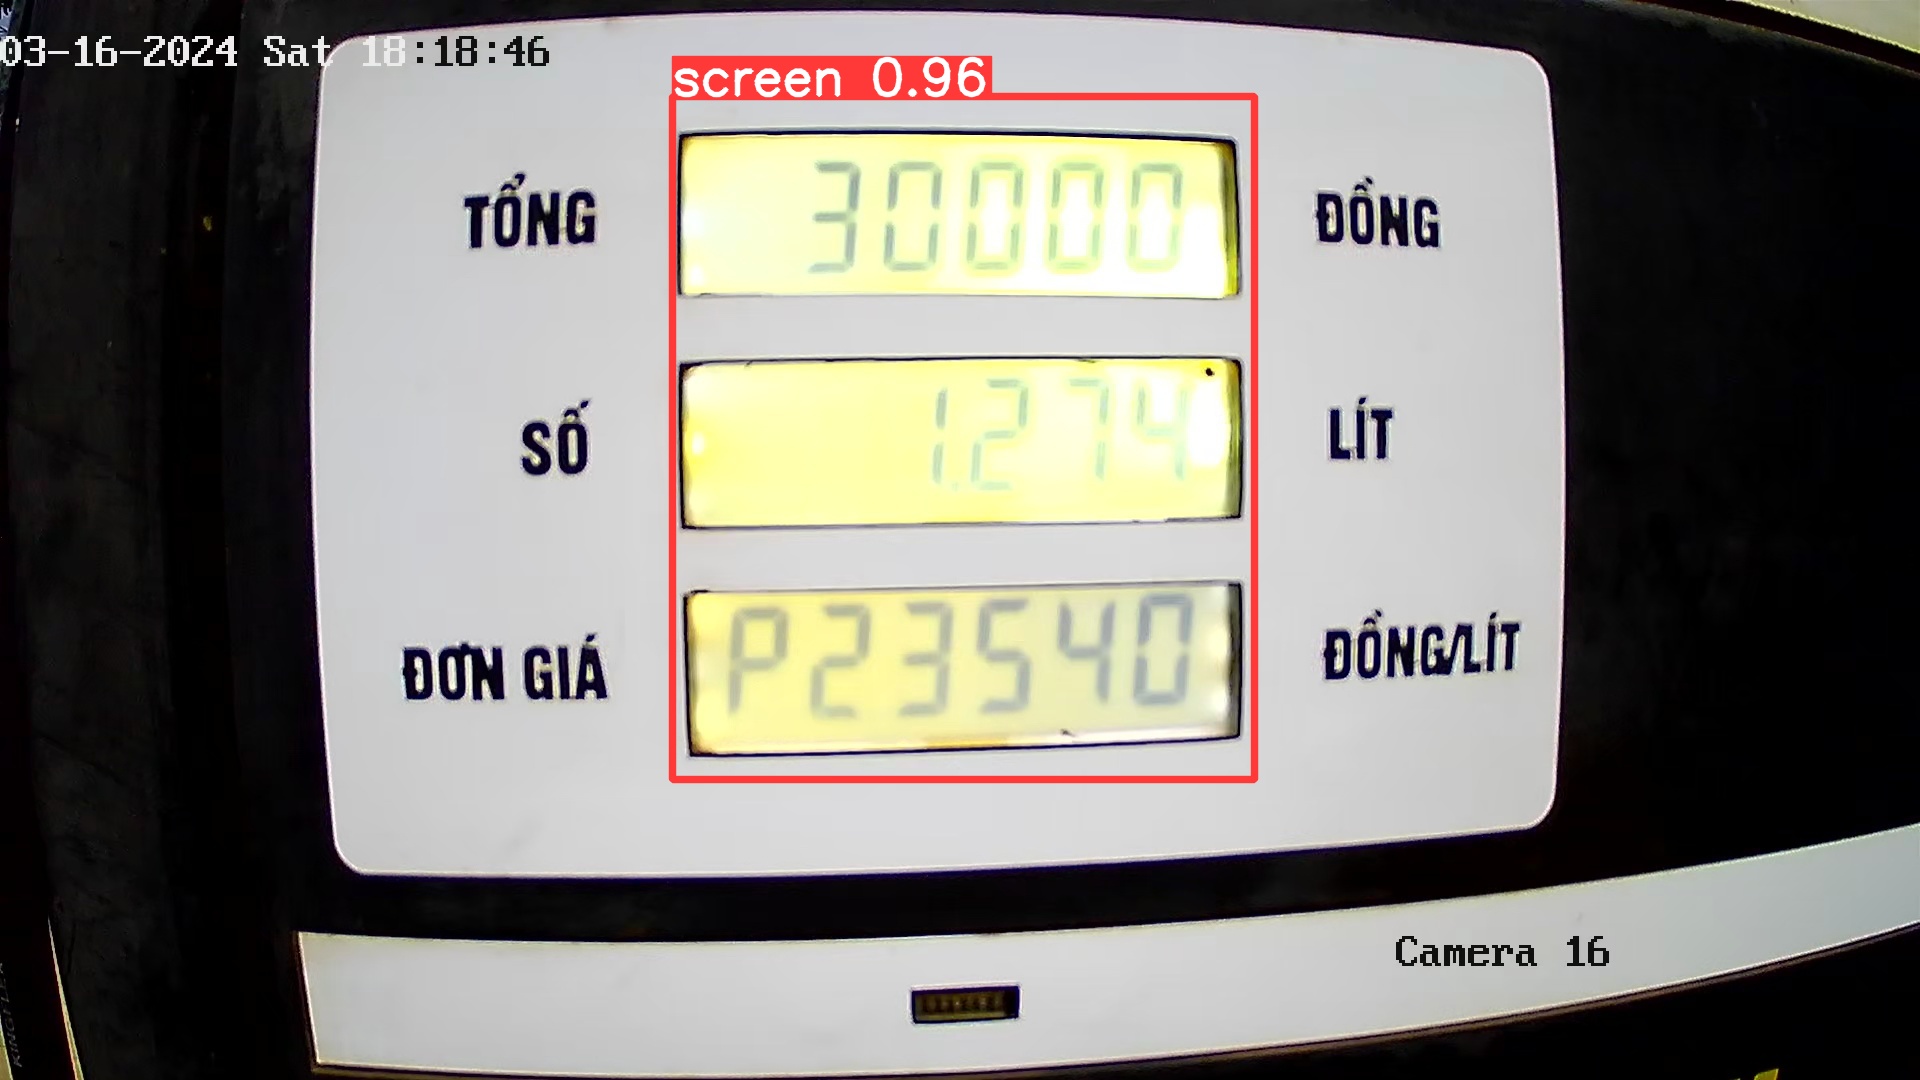 03-16-2024 Sat 18:18:46
screen 0.96
TỔNG 30000 ĐỒNG
SỐ 1.274 LÍT
ĐƠN GIÁ P23540 ĐỒNG/LÍT
Camera 16